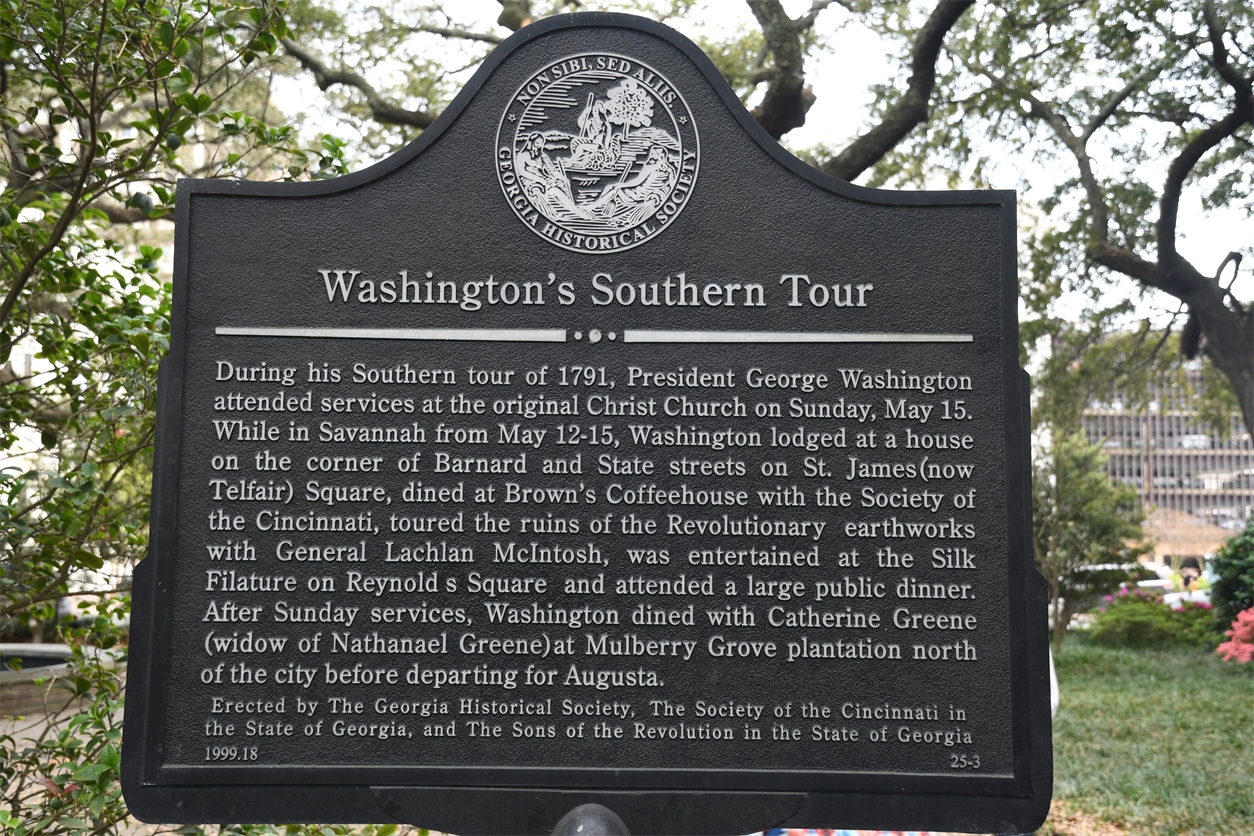 NON SIBI, SED ALIIS.
GEORGIA HISTORICAL SOCIETY
Washington's Southern Tour
During his Southern tour of 1791, President George Washington
attended services at the original Christ Church on Sunday, May 15.
While in Savannah from May 12-15, Washington lodged at a house
on the corner of Barnard and State streets on St. James(now
Telfair) Square, dined at Brown's Coffeehouse with the Society of
the Cincinnati, toured the ruins of the Revolutionary earthworks
with General Lachlan McIntosh, was entertained at the Silk
Filature on Reynold s Square and attended a large public dinner.
After Sunday services, Washington dined with Catherine Greene
(widow of Nathanael Greene)at Mulberry Grove plantation north
of the city before departing for Augusta.
Erected by The Georgia Historical Society, The Society of the Cincinnati in
the State of Georgia, and The Sons of the Revolution in the State of Georgia
1999.18 25-3